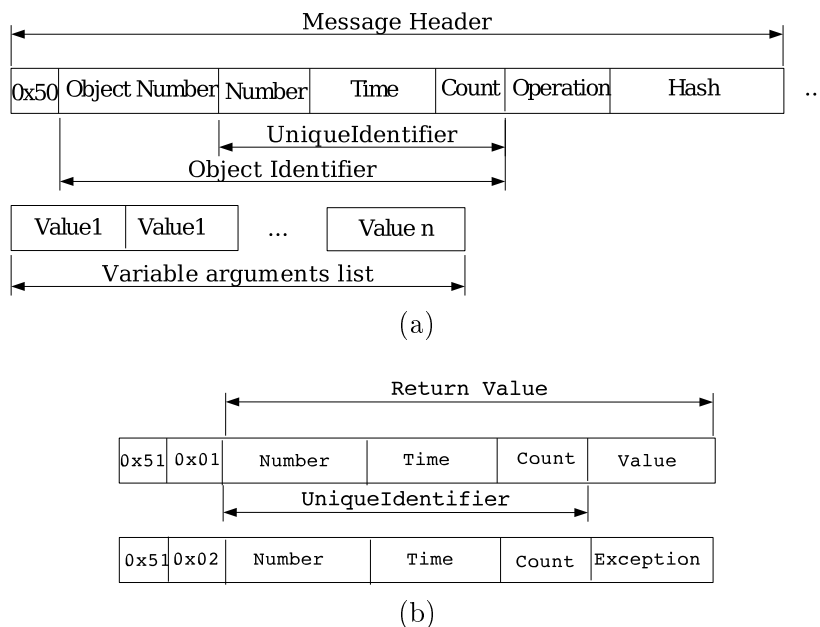 Message Header
0x50 Object Number Number Time Count Operation Hash ..
UniqueIdentifier
Object Identifier
Value1 Value1 ... Value n
Variable arguments list
(a)
Return Value
0x51 0x01 Number Time Count Value
UniqueIdentifier
0x51 0x02 Number Time Count Exception
(b)